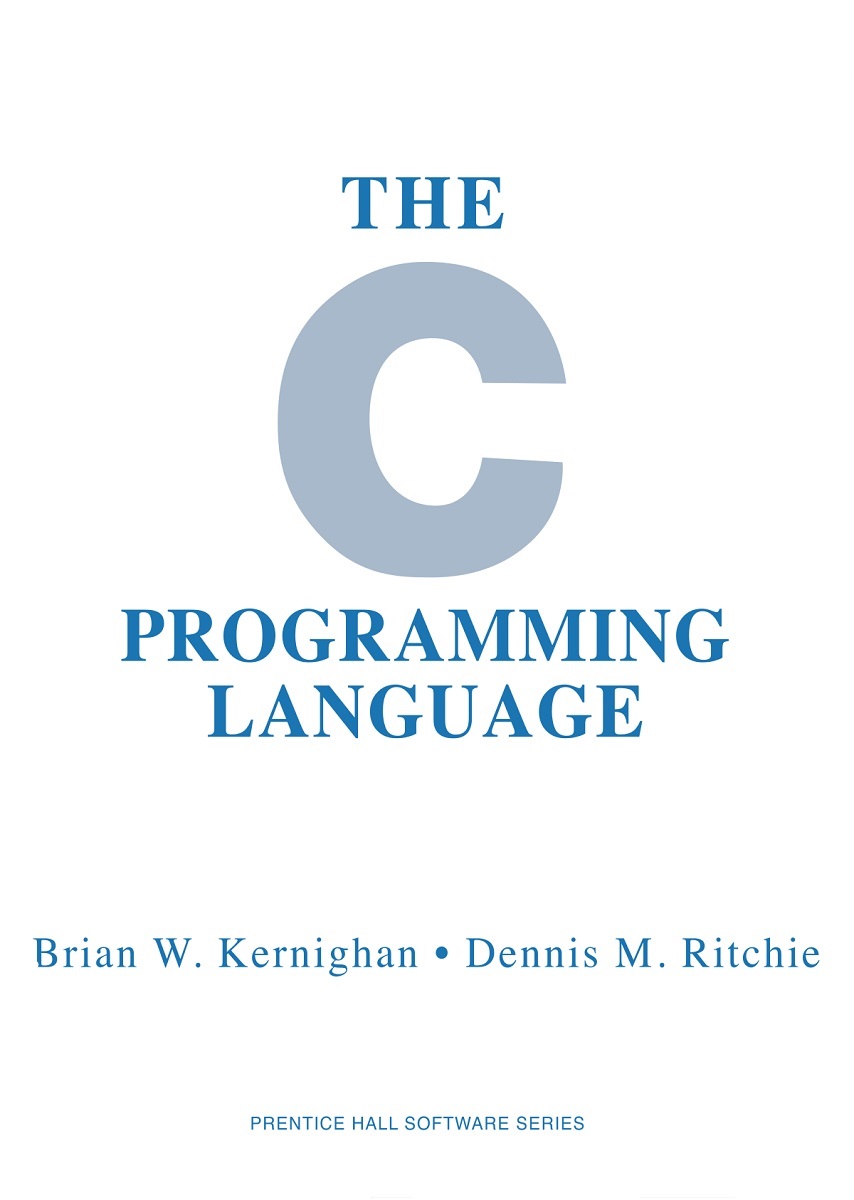 THE
C
PROGRAMMING
LANGUAGE
Brian W. Kernighan • Dennis M. Ritchie
PRENTICE HALL SOFTWARE SERIES